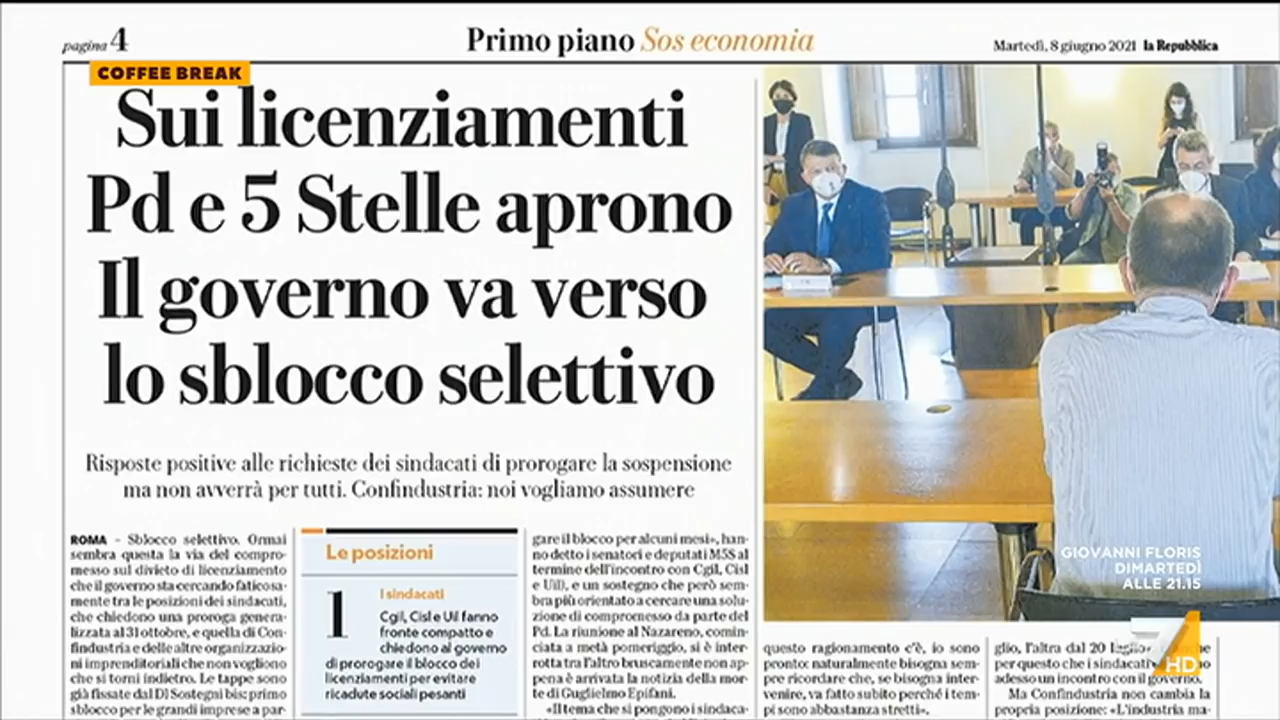 pagina 4
Primo piano Sos economia
Martedì, 8 giugno 2021 la Repubblica
COFFEE BREAK
Sui licenziamenti
Pd e 5 Stelle aprono
Il governo va verso
lo sblocco selettivo
Risposte positive alle richieste dei sindacati di prorogare la sospensione
ma non avverrà per tutti. Confindustria: noi vogliamo assumere
ROMA – Sblocco selettivo. Ormai
sembra questa la via del compro-
messo sul divieto di licenziamento
che il governo sta cercando faticosa-
mente tra le posizioni dei sindacati,
che chiedono una proroga genera-
lizzata al 31 ottobre, e quella di Con-
findustria e delle altre organizzazio-
ni imprenditoriali che non vogliono
che si torni indietro. Le tappe sono
già fissate dal Dl Sostegni bis: primo
sblocco per le grandi imprese a par-
Le posizioni
1
I sindacati
Cgil, Cisl e Uil fanno
fronte compatto e
chiedono al governo
di prorogare il blocco dei
licenziamenti per evitare
ricadute sociali pesanti
gare il blocco per alcuni mesi», han-
no detto i senatori e deputati M5S al
termine dell'incontro con Cgil, Cisl
e Uil), e un sostegno che però sem-
bra più orientato a cercare una solu-
zione di compromesso da parte del
Pd. La riunione al Nazareno, comin-
ciata a metà pomeriggio, si è inter-
rotta tra l'altro bruscamente non ap-
pena è arrivata la notizia della mor-
te di Guglielmo Epifani.
«Il tema che si pongono i sindaca-
questo ragionamento c'è, io sono
pronto: naturalmente bisogna sem-
pre ricordare che, se bisogna inter-
venire, va fatto subito perché i tem-
pi sono abbastanza stretti».
glio, l'altra dal 20 luglio
per questo che i sindacati
adesso un incontro con il governo.
Ma Confindustria non cambia la
propria posizione: «L'industria ma-
GIOVANNI FLORIS
DIMARTEDÌ
ALLE 21.15
7
HD